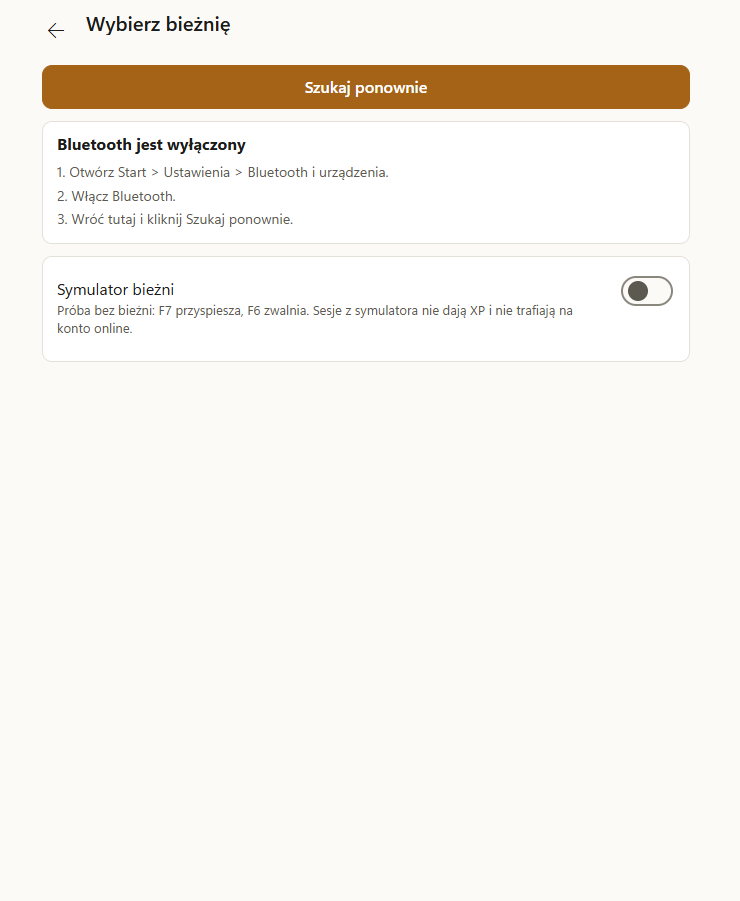 Wybierz bieżnię
Szukaj ponownie
Bluetooth jest wyłączony
1. Otwórz Start > Ustawienia > Bluetooth i urządzenia.
2. Włącz Bluetooth.
3. Wróć tutaj i kliknij Szukaj ponownie.
Symulator bieżni
Próba bez bieżni: F7 przyspiesza, F6 zwalnia. Sesje z symulatora nie dają XP i nie trafiają na
konto online.